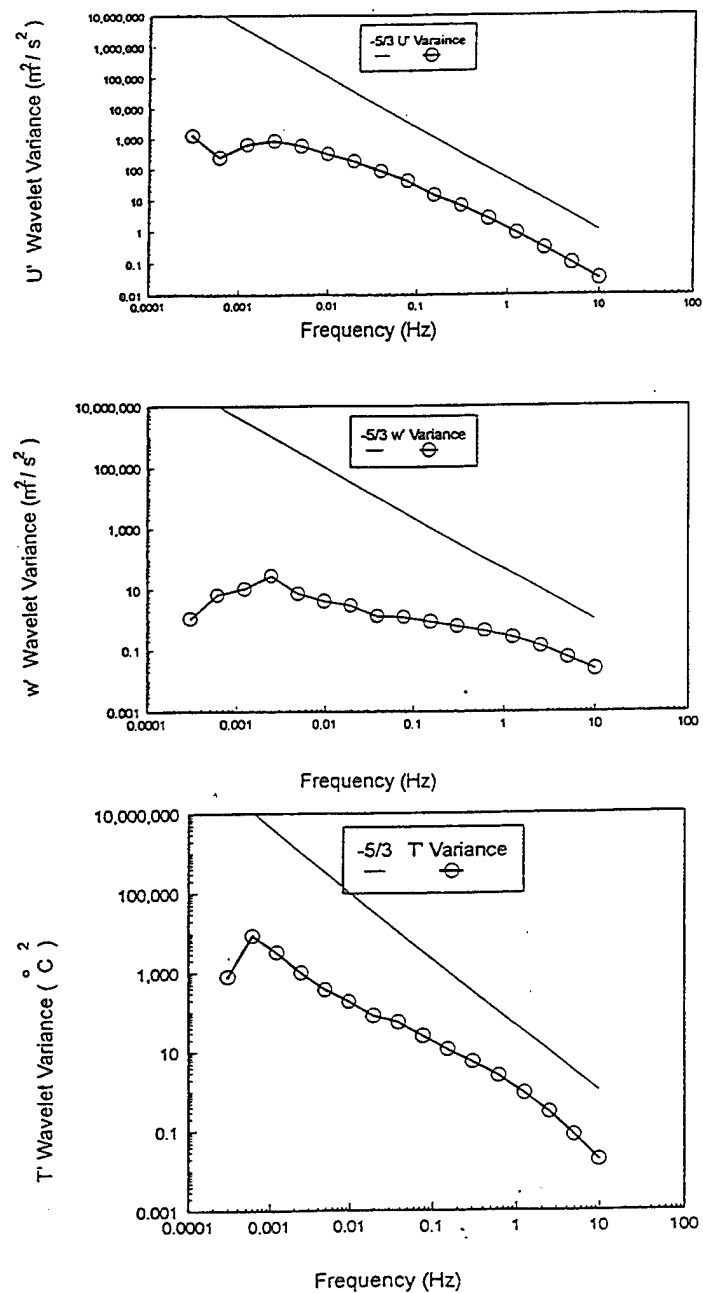 -5/3 U' Varaince
U' Wavelet Variance (m²/s²)
10,000,000
1,000,000
100,000
10,000
1,000
100
10
1
0.1
0.01
0.0001 0.001 0.01 0.1 1 10 100
Frequency (Hz)
-5/3 w' Variance
w' Wavelet Variance (m²/s²)
10,000,000
100,000
1,000
10
0.1
0.001
0.0001 0.001 0.01 0.1 1 10 100
Frequency (Hz)
-5/3 T' Variance
T' Wavelet Variance (°C²)
10,000,000
100,000
1,000
10
0.1
0.001
0.0001 0.001 0.01 0.1 1 10 100
Frequency (Hz)